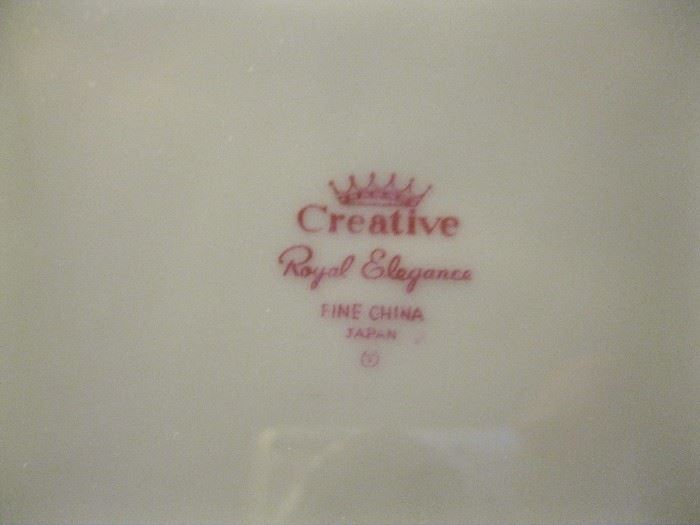 Creative
Royal Elegance
FINE CHINA
JAPAN